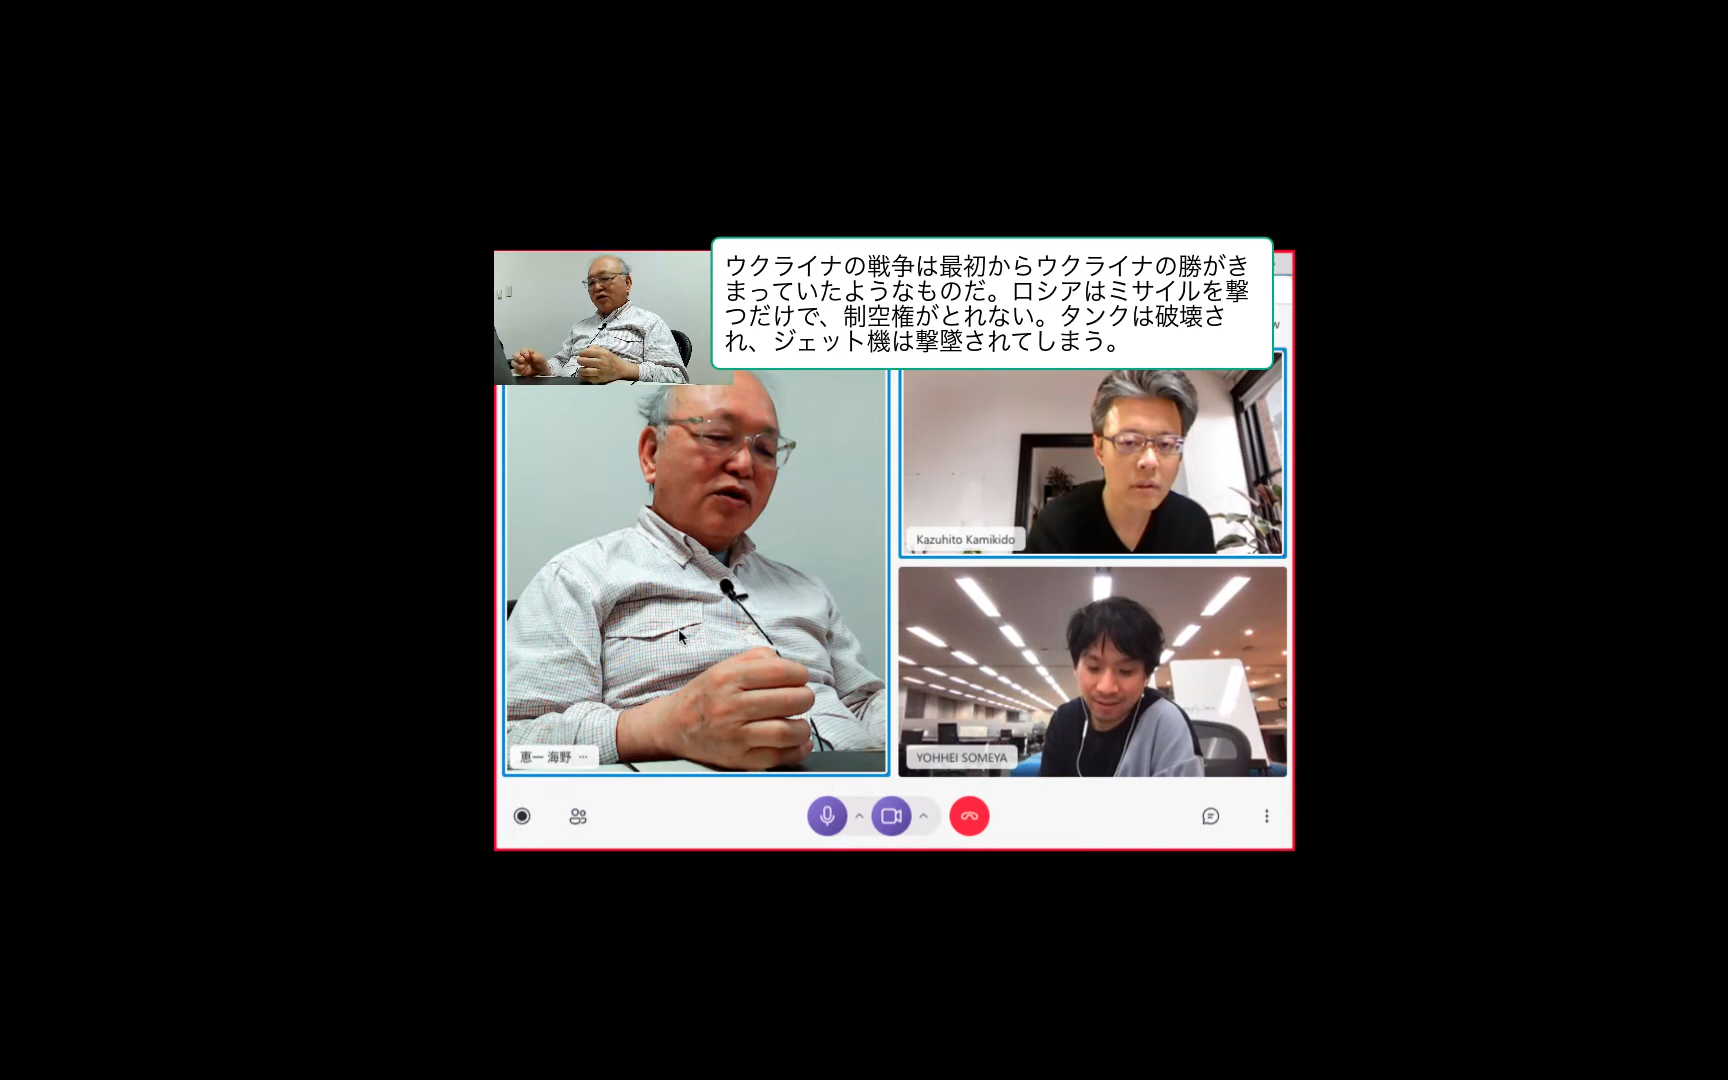 ウクライナの戦争は最初からウクライナの勝がき
まっていたようなものだ。ロシアはミサイルを撃
つだけで、制空権がとれない。タンクは破壊さ
れ、ジェット機は撃墜されてしまう。
Kazuhito Kamikido
恵一 海野 ...
YOHHEI SOMEYA